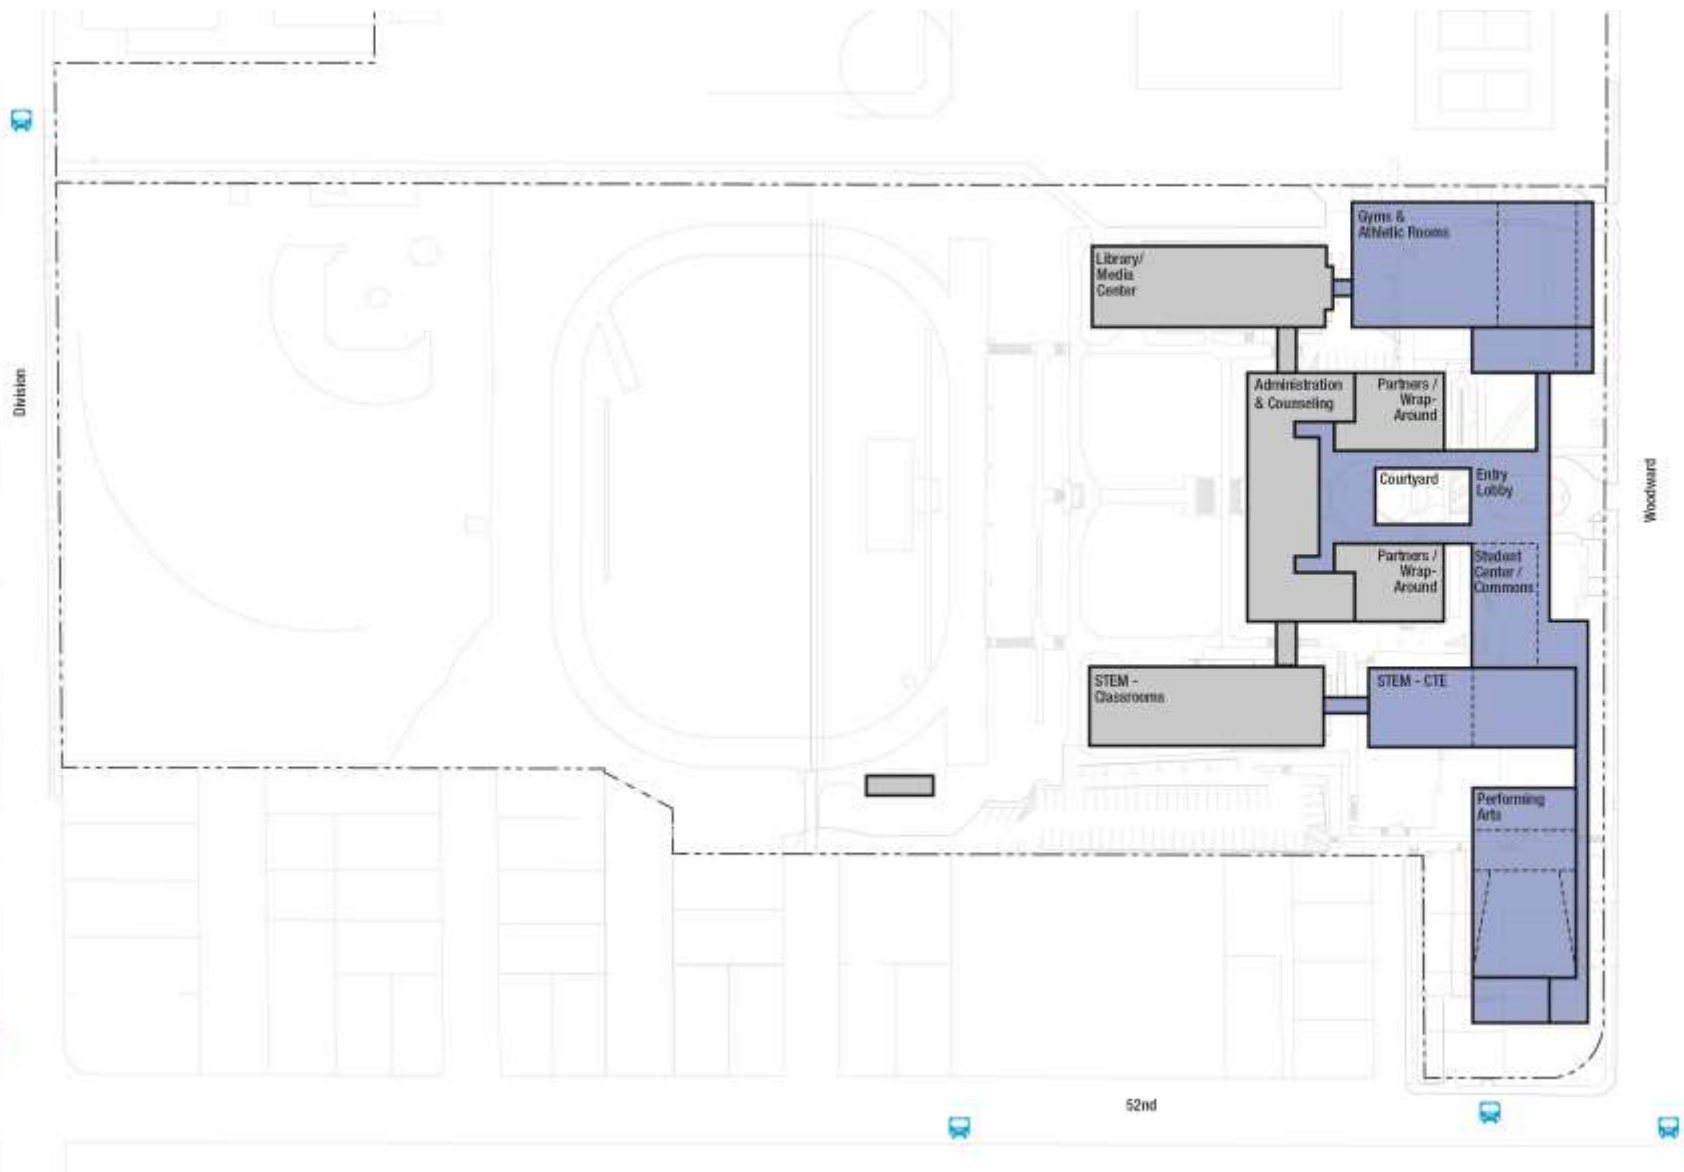 Gyms &
Athletic Rooms
Library/
Media
Center
Division
Administration
& Counseling
Partners /
Wrap-
Around
Courtyard
Entry
Lobby
Woodward
Partners /
Wrap-
Around
Student
Center /
Commons
STEM -
Classrooms
STEM - CTE
Performing
Arts
52nd